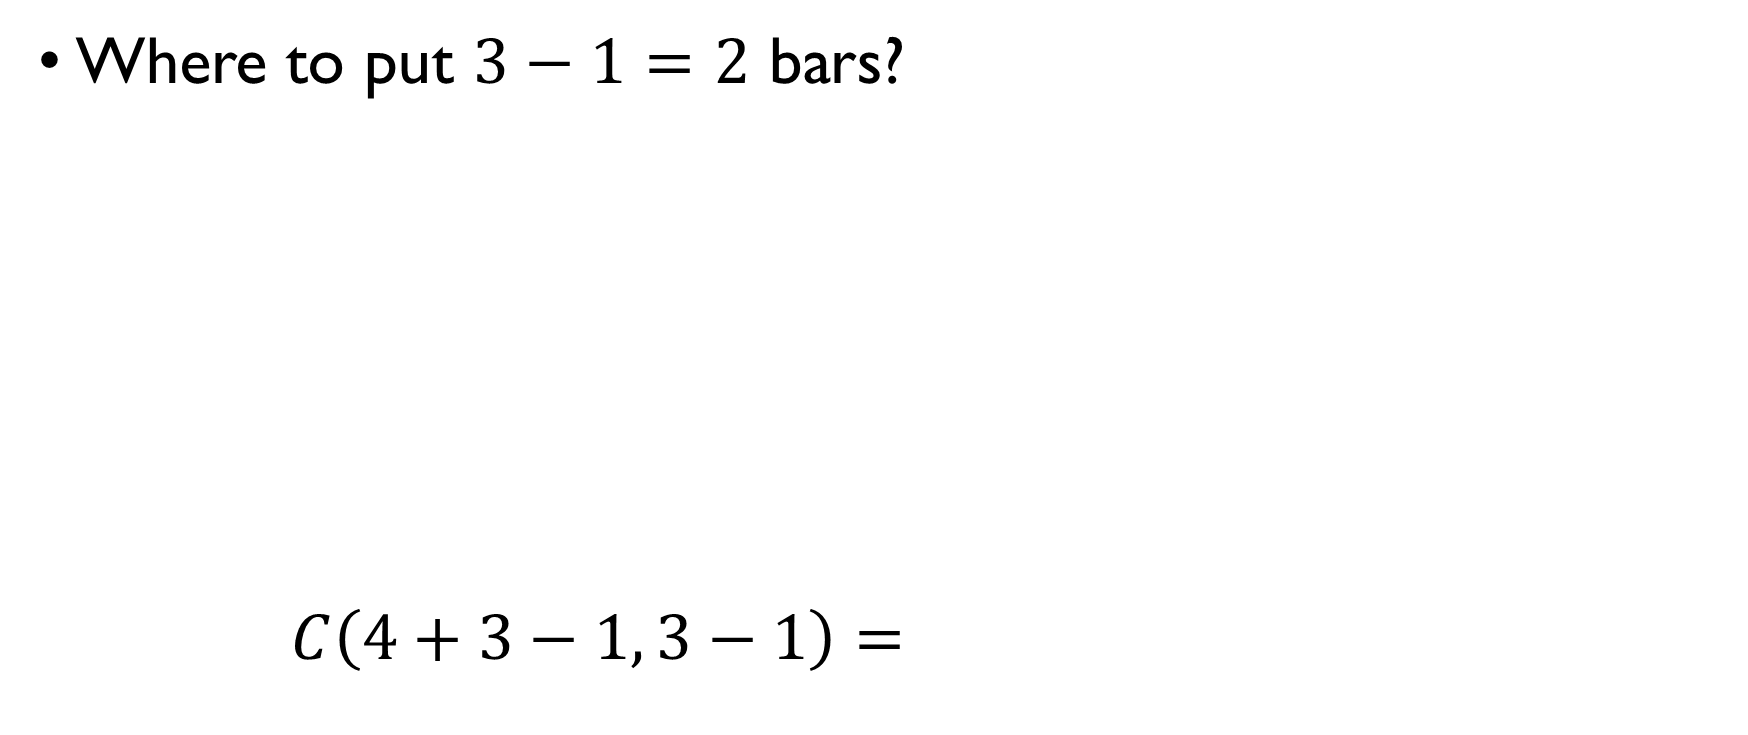 • Where to put 3 − 1 = 2 bars?
C(4 + 3 − 1, 3 − 1) =